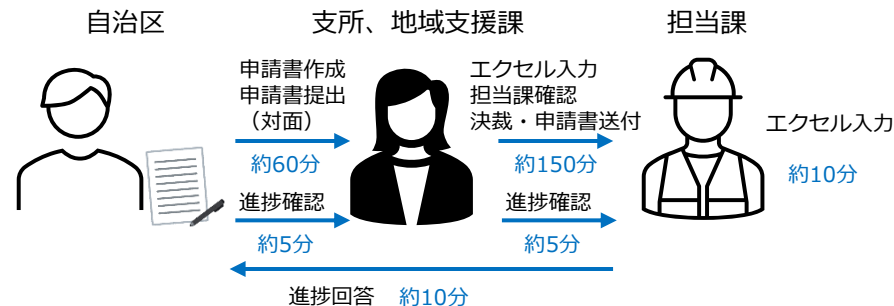 自治区
支所、地域支援課
担当課
申請書作成
申請書提出
（対面）
約60分
エクセル入力
担当課確認
決裁・申請書送付
約150分
エクセル入力
約10分
進捗確認
約5分
進捗確認
約5分
進捗回答 約10分